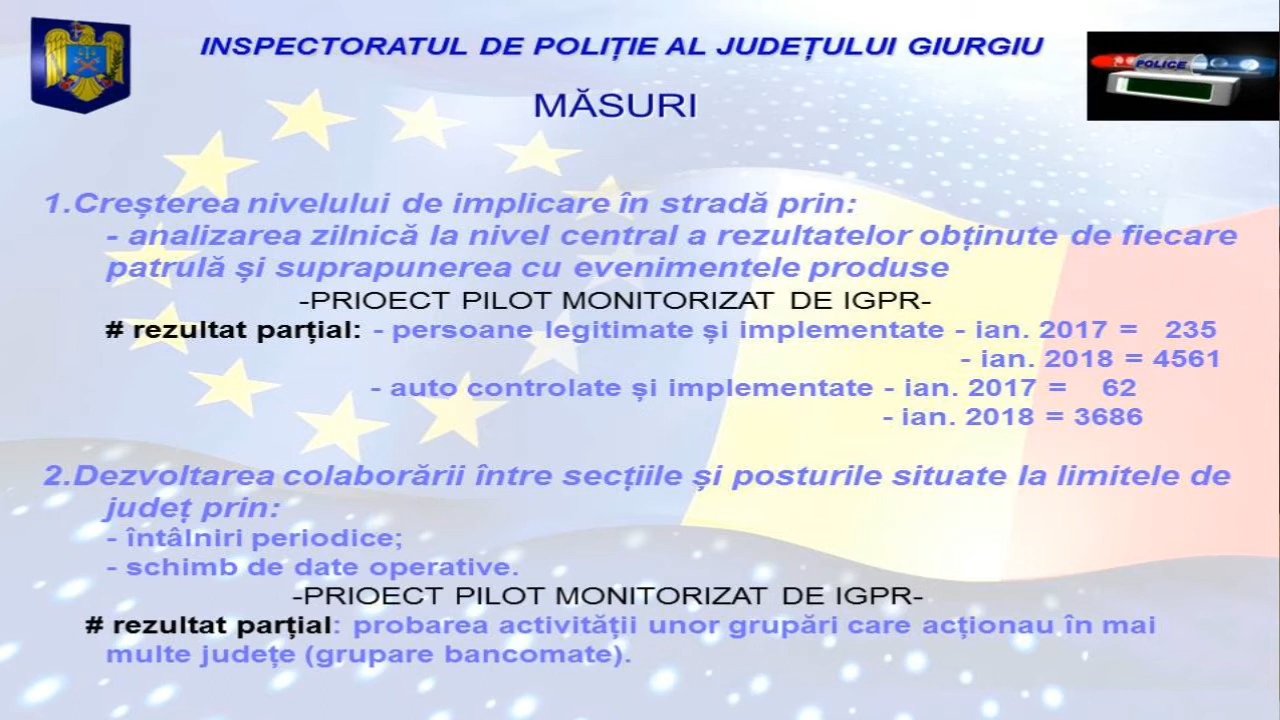 INSPECTORATUL DE POLIȚIE AL JUDEȚULUI GIURGIU
POLICE
MĂSURI
1.Creșterea nivelului de implicare în stradă prin:
- analizarea zilnică la nivel central a rezultatelor obținute de fiecare
patrulă și suprapunerea cu evenimentele produse
-PRIOECT PILOT MONITORIZAT DE IGPR-
# rezultat parțial: - persoane legitimate și implementate - ian. 2017 = 235
- ian. 2018 = 4561
- auto controlate și implementate - ian. 2017 = 62
- ian. 2018 = 3686
2.Dezvoltarea colaborării între secțiile și posturile situate la limitele de
județ prin:
- întâlniri periodice;
- schimb de date operative.
-PRIOECT PILOT MONITORIZAT DE IGPR-
# rezultat parțial: probarea activității unor grupări care acționau în mai
multe județe (grupare bancomate).